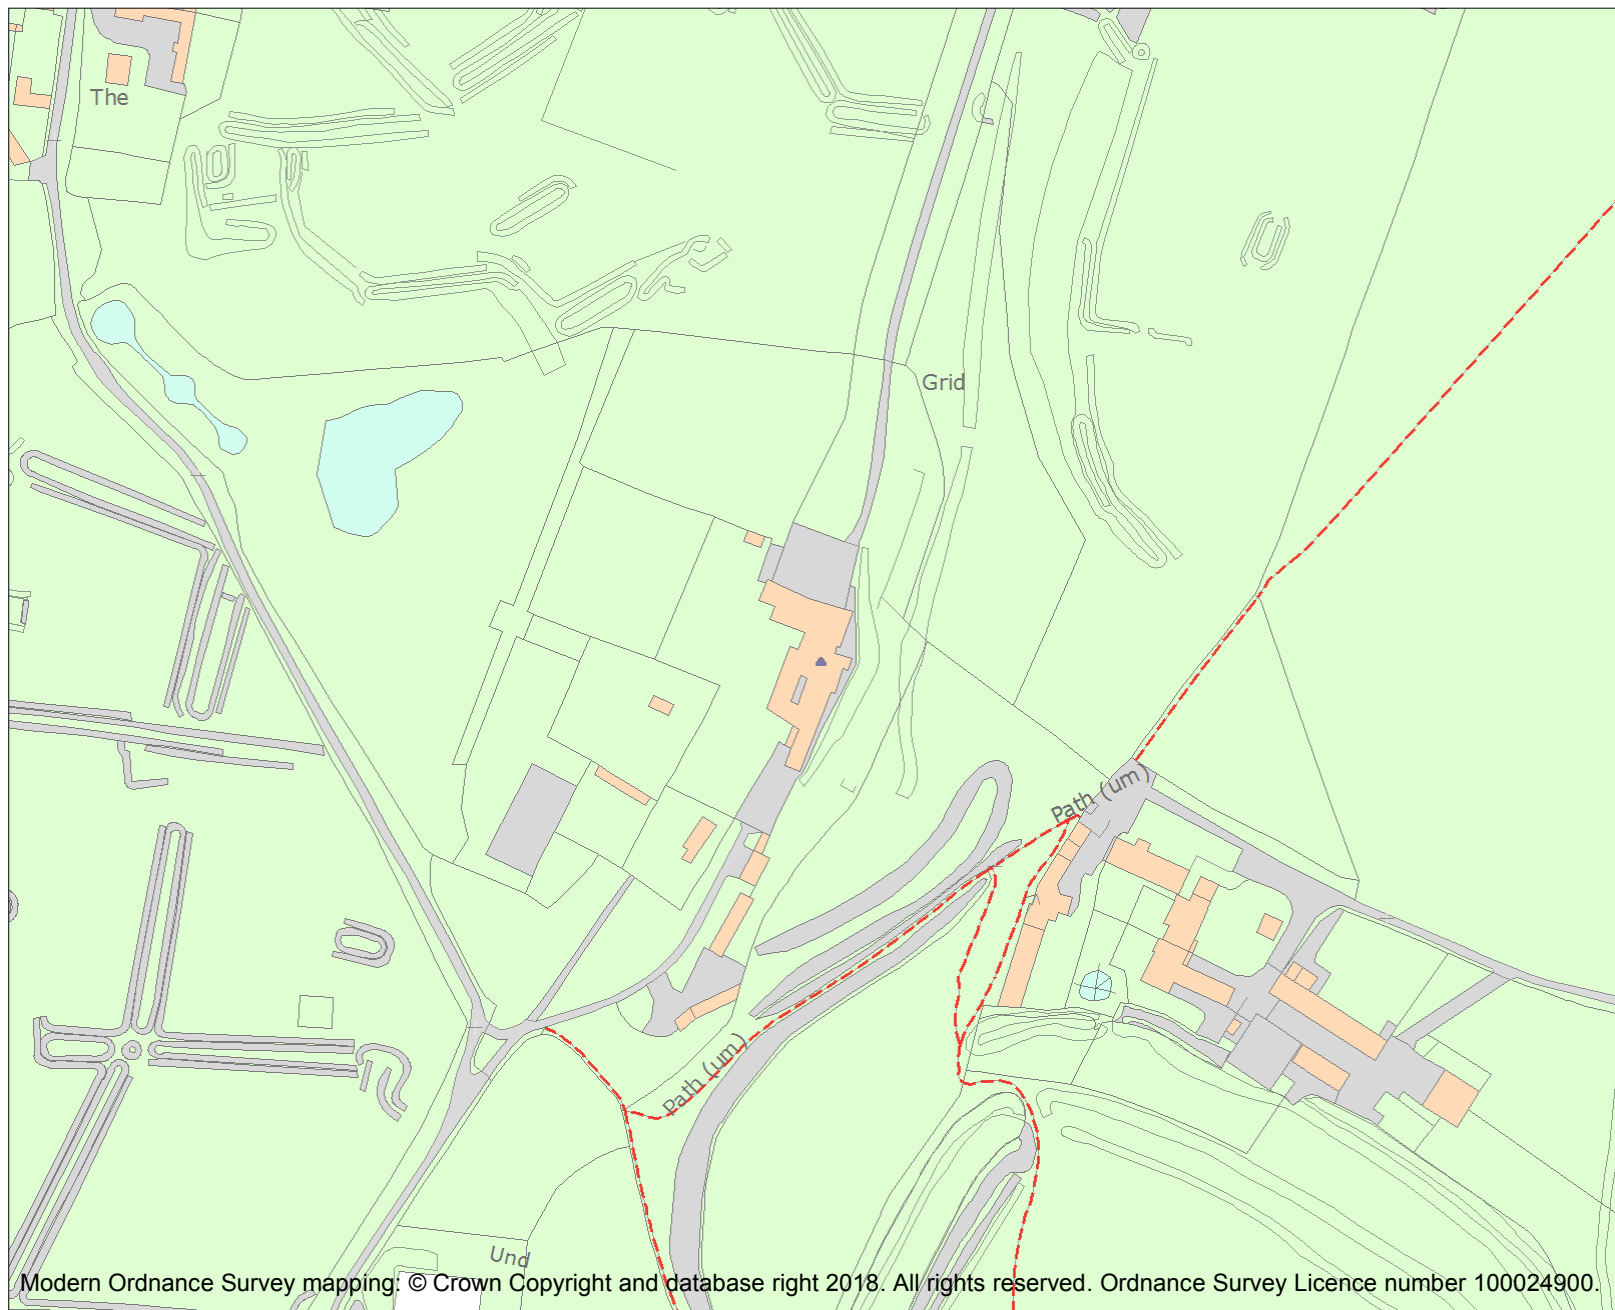 The
Grid
Path (um)
Path (um)
Und
Modern Ordnance Survey mapping: © Crown Copyright and database right 2018. All rights reserved. Ordnance Survey Licence number 100024900.